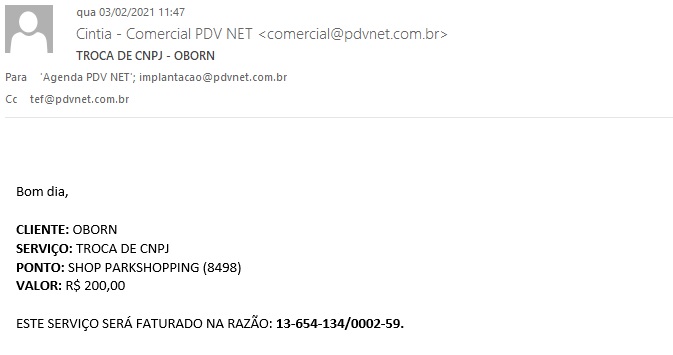 qua 03/02/2021 11:47
Cintia - Comercial PDV NET <comercial@pdvnet.com.br>
TROCA DE CNPJ - OBORN
Para 'Agenda PDV NET'; implantacao@pdvnet.com.br
Cc tef@pdvnet.com.br
Bom dia,
CLIENTE: OBORN
SERVIÇO: TROCA DE CNPJ
PONTO: SHOP PARKSHOPPING (8498)
VALOR: R$ 200,00
ESTE SERVIÇO SERÁ FATURADO NA RAZÃO: 13-654-134/0002-59.